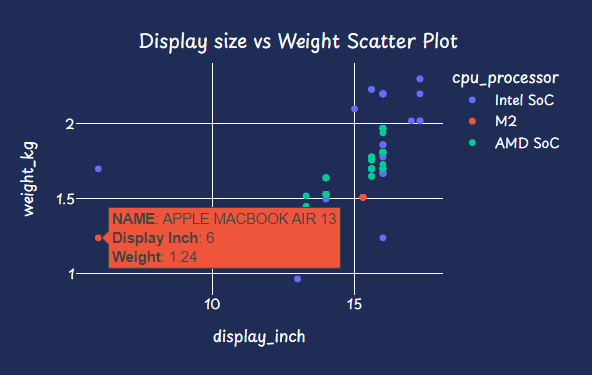 Display size vs Weight Scatter Plot
cpu_processor
Intel SoC
M2
AMD SoC
weight_kg
2
1.5
1
NAME: APPLE MACBOOK AIR 13
Display Inch: 6
Weight: 1.24
10
15
display_inch